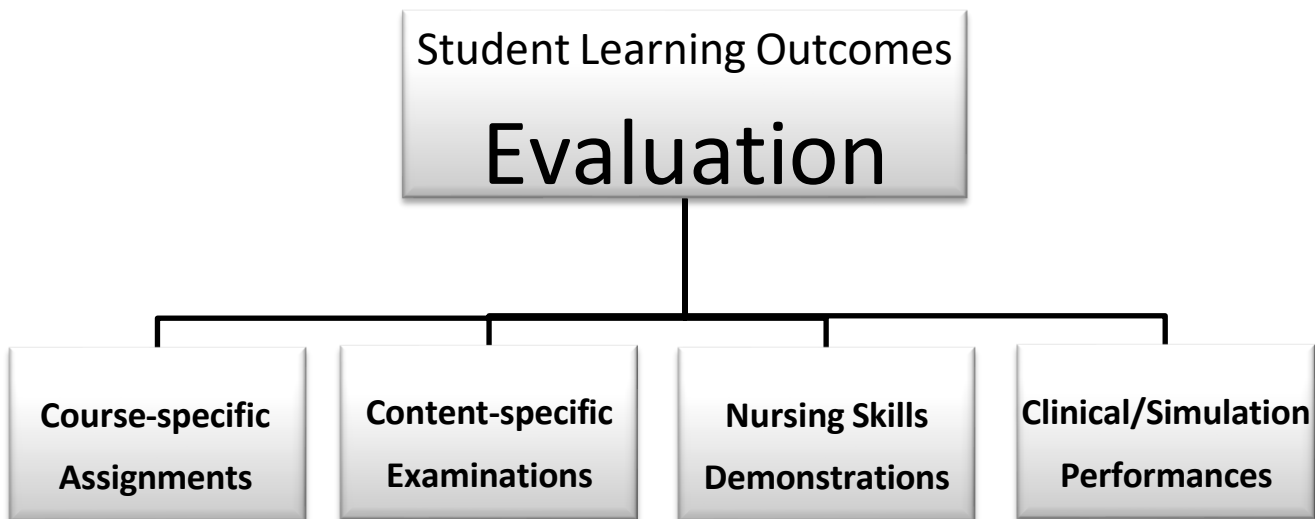 Student Learning Outcomes
Evaluation
Course-specific
Assignments
Content-specific
Examinations
Nursing Skills
Demonstrations
Clinical/Simulation
Performances